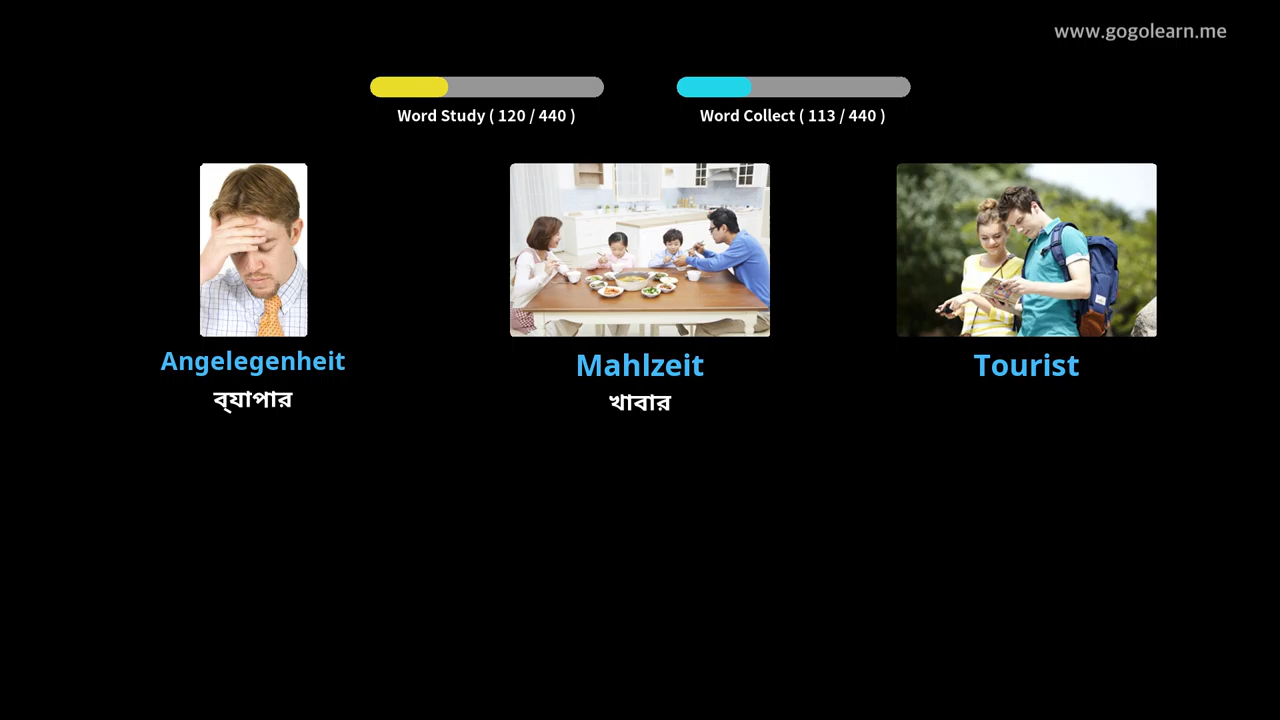 www.gogolearn.me
Word Study ( 120 / 440 )
Word Collect ( 113 / 440 )
Angelegenheit
Mahlzeit
Tourist
ব্যাপার
খাবার